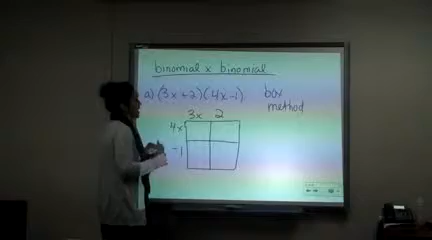 binomial x binomial
a) (3x+2)(4x-1)
box
method
3x 2
4x
-1